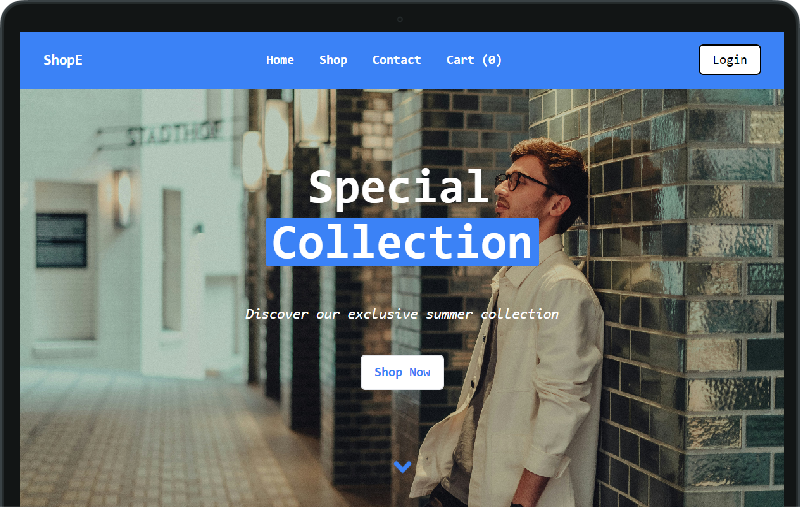 ShopE
Home Shop Contact Cart (0)
Login
STADTHOF
Special
Collection
Discover our exclusive summer collection
Shop Now